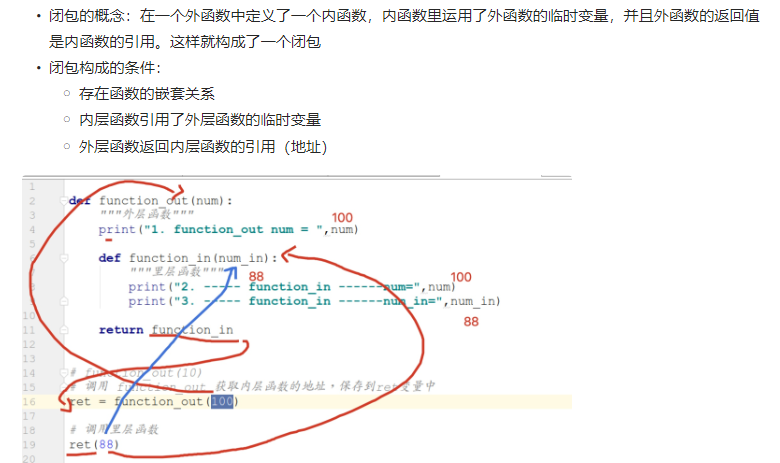 • 闭包的概念：在一个外函数中定义了一个内函数，内函数里运用了外函数的临时变量，并且外函数的返回值
是内函数的引用。这样就构成了一个闭包
• 闭包构成的条件：
○ 存在函数的嵌套关系
○ 内层函数引用了外层函数的临时变量
○ 外层函数返回内层函数的引用（地址）
1
2 def function_out(num):
3 """外层函数""" 100
4 print("1. function_out num = ",num)
5
def function_in(num_in):
"""里层函数""" 88 100
print("2. ----- function_in ------num=",num)
print("3. ----- function_in ------num_in=",num_in)
10 88
11 return function_in
12
13
14 # function_out(10)
15 # 调用 function_out 获取内层函数的地址，保存到ret变量中
16 ret = function_out(100)
17
18 # 调用里层函数
19 ret(88)
20